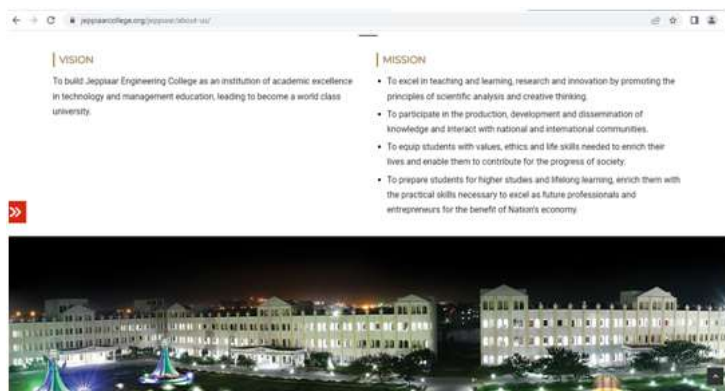 jeppiaarcollege.org/jeppiaar/about-us/
VISION
To build Jeppiaar Engineering College as an institution of academic excellence
in technology and management education, leading to become a world class
university.
MISSION
To excel in teaching and learning, research and innovation by promoting the
principles of scientific analysis and creative thinking.
To participate in the production, development and dissemination of
knowledge and interact with national and international communities.
To equip students with values, ethics and life skills needed to enrich their
lives and enable them to contribute for the progress of society.
To prepare students for higher studies and lifelong learning, enrich them with
the practical skills necessary to excel as future professionals and
entrepreneurs for the benefit of Nation's economy.